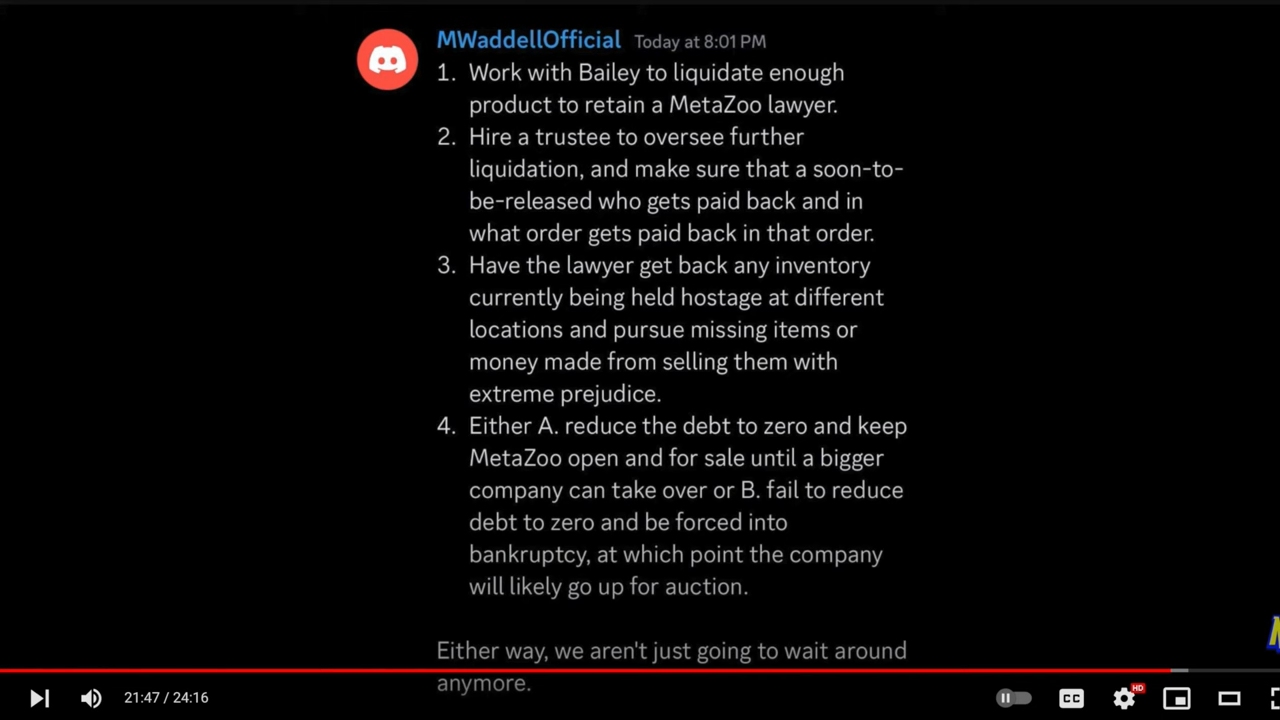 MWaddellOfficial Today at 8:01 PM
1. Work with Bailey to liquidate enough
product to retain a MetaZoo lawyer.
2. Hire a trustee to oversee further
liquidation, and make sure that a soon-to-
be-released who gets paid back and in
what order gets paid back in that order.
3. Have the lawyer get back any inventory
currently being held hostage at different
locations and pursue missing items or
money made from selling them with
extreme prejudice.
4. Either A. reduce the debt to zero and keep
MetaZoo open and for sale until a bigger
company can take over or B. fail to reduce
debt to zero and be forced into
bankruptcy, at which point the company
will likely go up for auction.
Either way, we aren't just going to wait around
anymore.
21:47 / 24:16
CC
HD